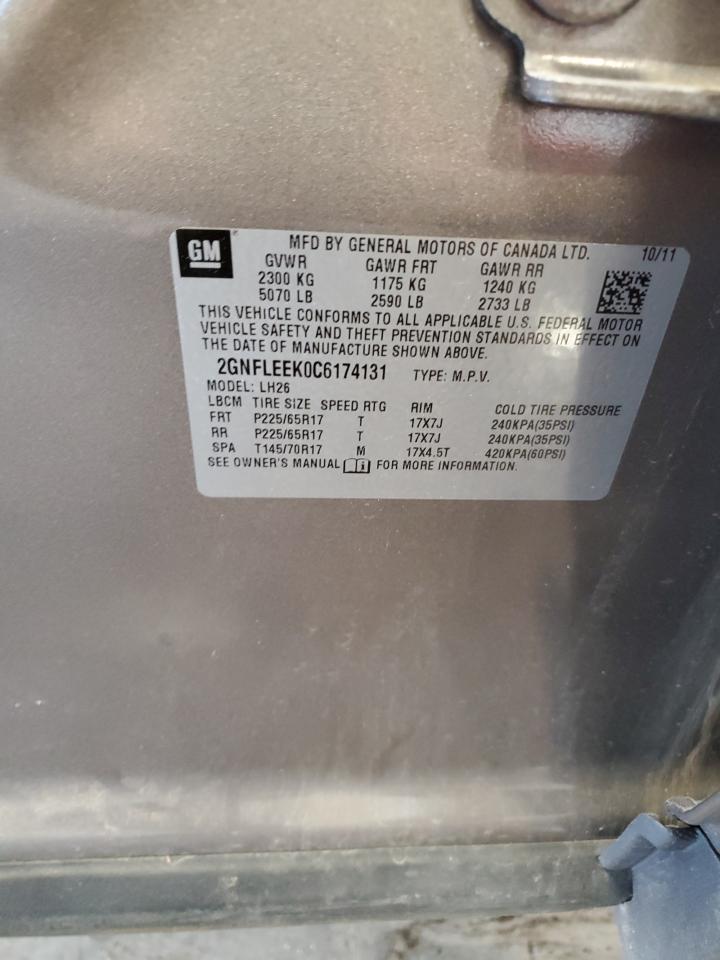 GM
MFD BY GENERAL MOTORS OF CANADA LTD. 10/11
GVWR GAWR FRT GAWR RR
2300 KG 1175 KG 1240 KG
5070 LB 2590 LB 2733 LB
THIS VEHICLE CONFORMS TO ALL APPLICABLE U.S. FEDERAL MOTOR
VEHICLE SAFETY AND THEFT PREVENTION STANDARDS IN EFFECT ON
THE DATE OF MANUFACTURE SHOWN ABOVE.
2GNFLEEK0C6174131 TYPE: M.P.V.
MODEL: LH26
LBCM TIRE SIZE SPEED RTG RIM COLD TIRE PRESSURE
FRT P225/65R17 T 17X7J 240KPA(35PSI)
RR P225/65R17 T 17X7J 240KPA(35PSI)
SPA T145/70R17 M 17X4.5T 420KPA(60PSI)
SEE OWNER'S MANUAL FOR MORE INFORMATION.